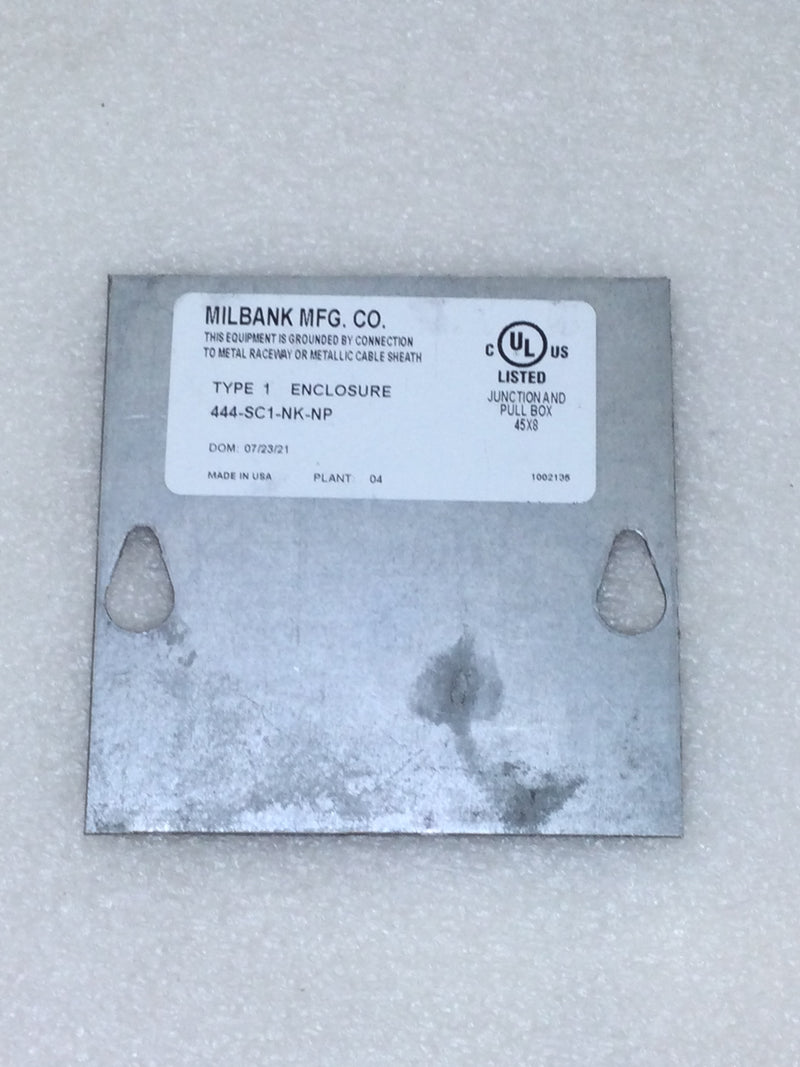 MILBANK MFG. CO.
THIS EQUIPMENT IS GROUNDED BY CONNECTION
TO METAL RACEWAY OR METALLIC CABLE SHEATH
TYPE 1 ENCLOSURE
444-SC1-NK-NP
DOM: 07/23/21
MADE IN USA PLANT: 04
C UL US
LISTED
JUNCTION AND
PULL BOX
45X8
1002135